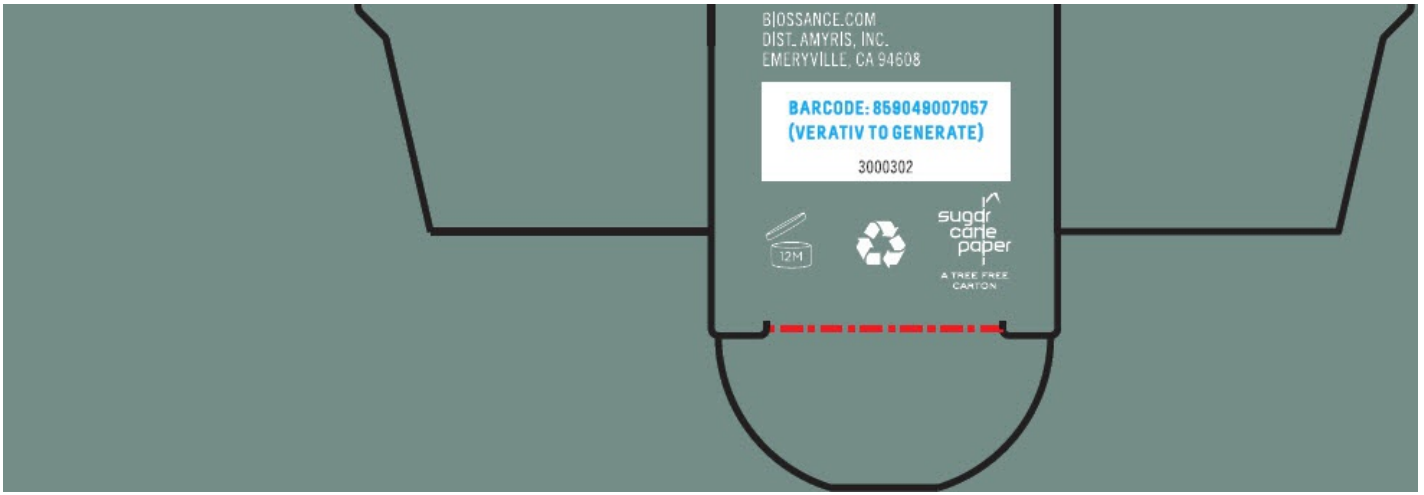 BIOSSANCE.COM
DIST. AMYRIS, INC.
EMERYVILLE, CA 94608
BARCODE: 859049007057
(VERATIV TO GENERATE)
3000302
12M
sugar
cane
paper
A TREE FREE
CARTON